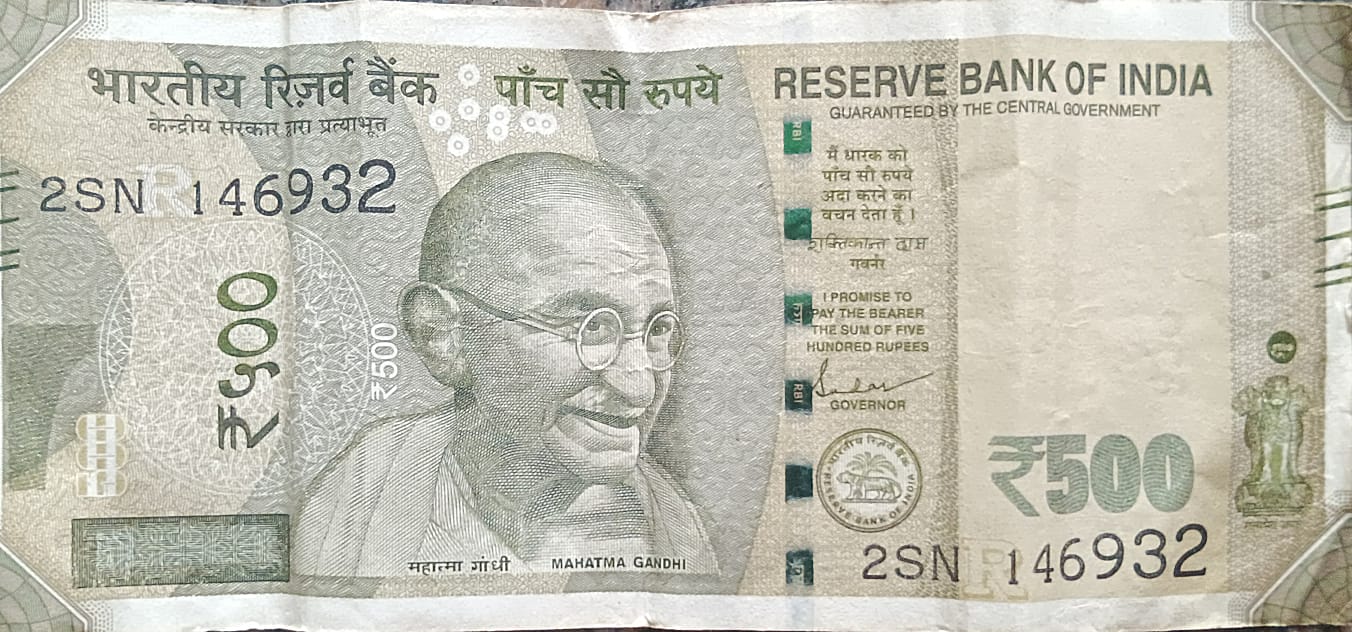 भारतीय रिज़र्व बैंक
केन्द्रीय सरकार द्वारा प्रत्याभूत
पाँच सौ रुपये
RESERVE BANK OF INDIA
GUARANTEED BY THE CENTRAL GOVERNMENT
2SN R 146932
₹५००
₹500
महात्मा गांधी
MAHATMA GANDHI
RBI
मैं धारक को
पाँच सौ रुपये
अदा करने का
वचन देता हूँ।
शक्तिकान्त दास
गवर्नर
I PROMISE TO
PAY THE BEARER
THE SUM OF FIVE
HUNDRED RUPEES
RBI
GOVERNOR
भारतीय रिज़र्व बैंक
RESERVE BANK OF INDIA
₹500
2SN R 146932